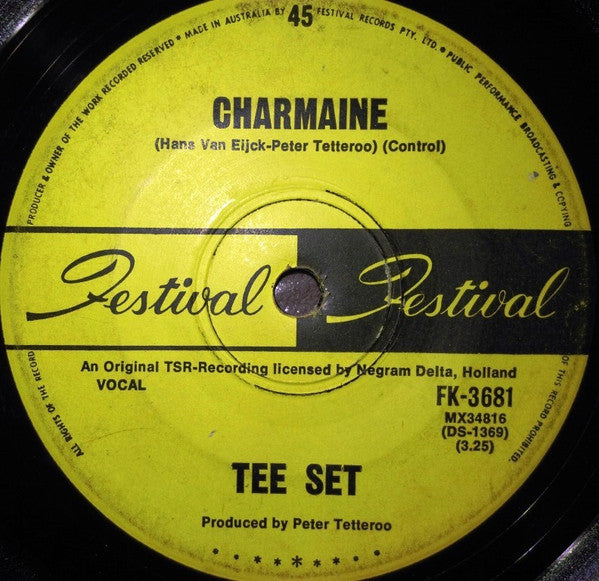 MADE IN AUSTRALIA BY FESTIVAL RECORDS PTY. LTD. • PUBLIC PERFORMANCE BROADCASTING & COPYING OF THIS RECORD PROHIBITED.
ALL RIGHTS OF THE RECORD PRODUCER & OWNER OF THE WORK RECORDED RESERVED •
45
CHARMAINE
(Hans Van Eijck-Peter Tetteroo) (Control)
Festival Festival
An Original TSR-Recording licensed by Negram Delta, Holland
VOCAL
FK-3681
MX34816
(DS-1369)
(3.25)
TEE SET
Produced by Peter Tetteroo